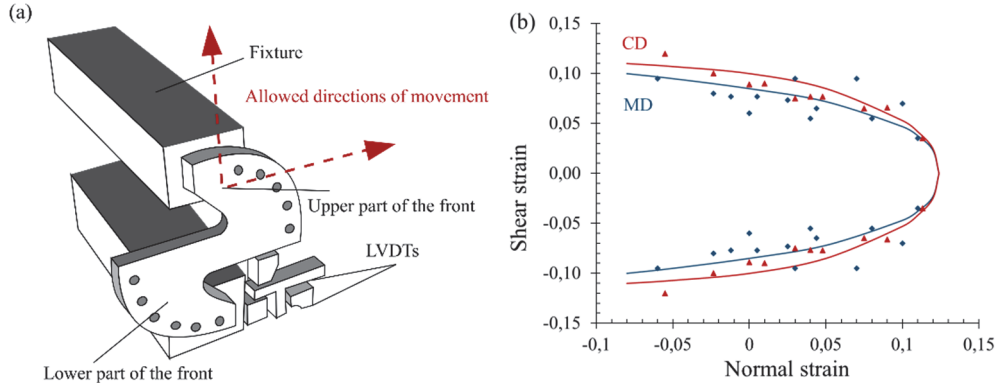 (a)
Fixture
Allowed directions of movement
Upper part of the front
LVDTs
Lower part of the front
(b)
Shear strain
0,15
0,10
0,05
0,00
-0,05
-0,10
-0,15
CD
MD
-0,1
-0,05
0
0,05
0,1
0,15
Normal strain